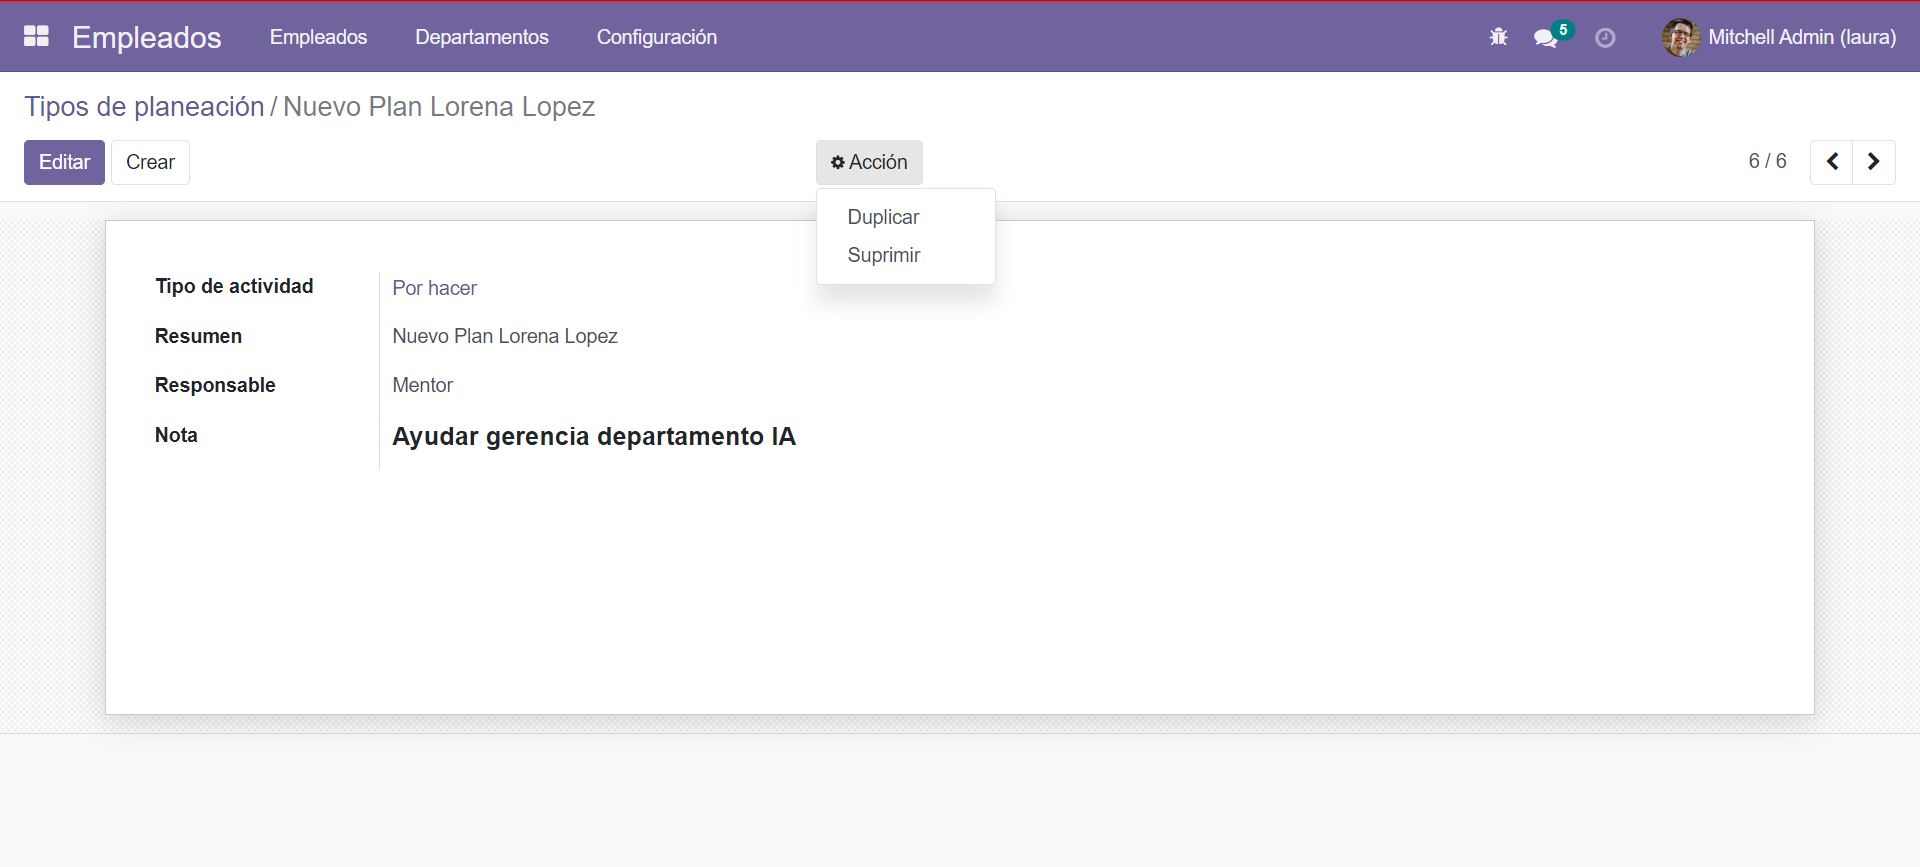 Empleados Empleados Departamentos Configuración 5 Mitchell Admin (laura)
Tipos de planeación / Nuevo Plan Lorena Lopez
Editar Crear Acción 6 / 6
Duplicar
Suprimir
Tipo de actividad Por hacer
Resumen Nuevo Plan Lorena Lopez
Responsable Mentor
Nota Ayudar gerencia departamento IA